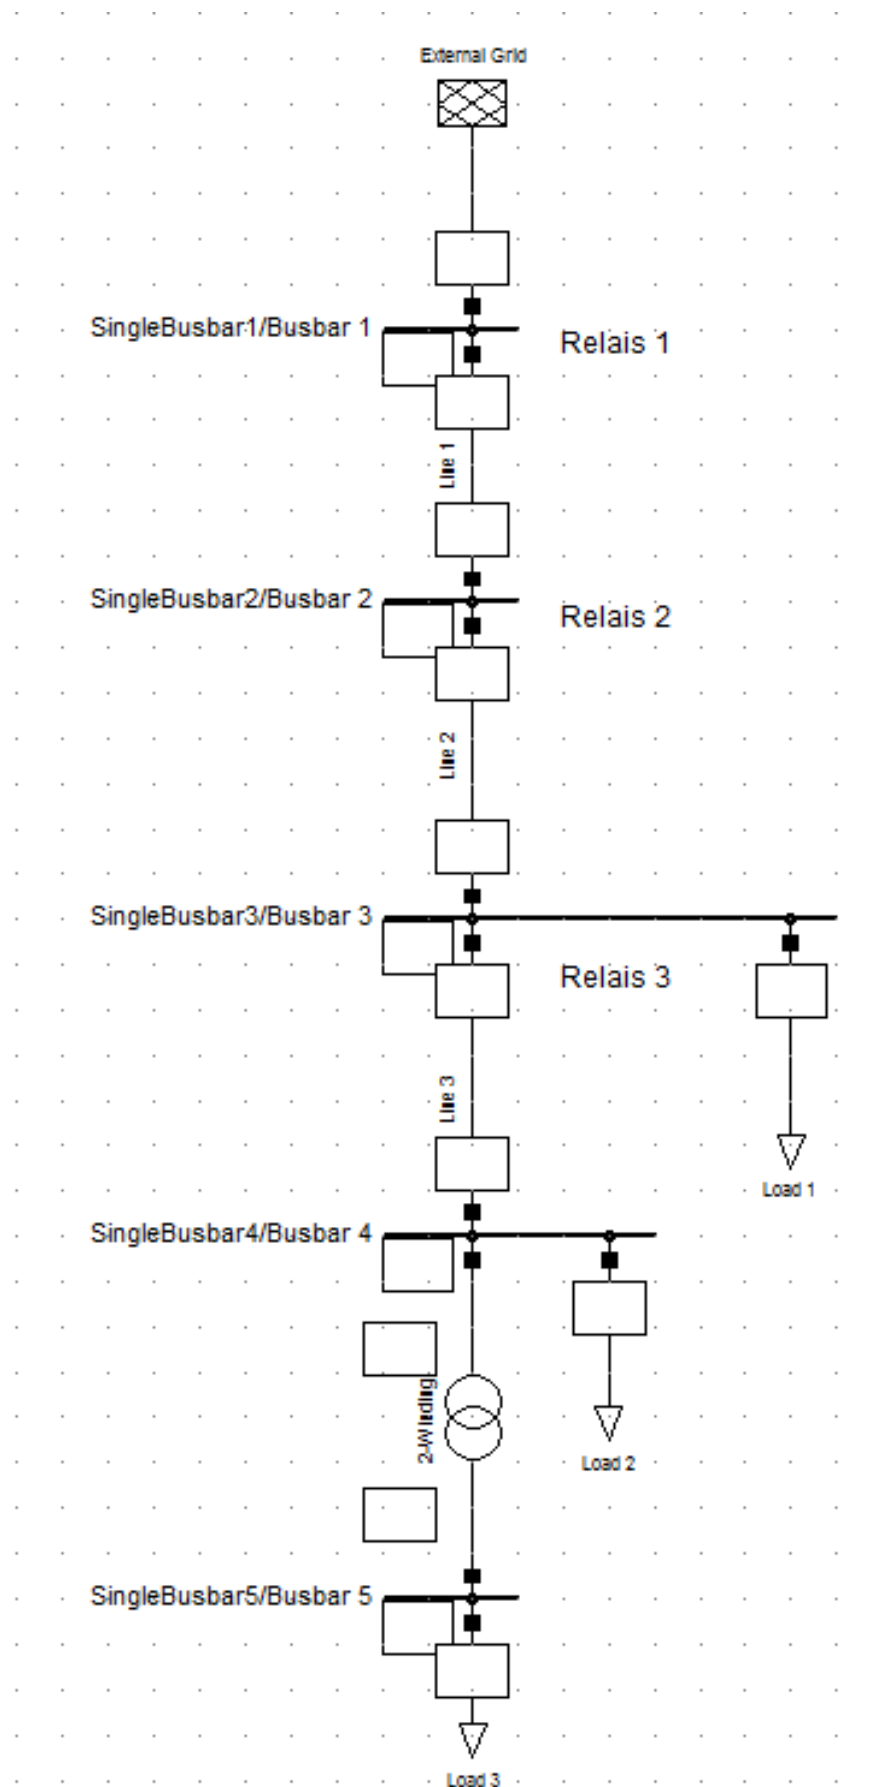 External Grid
SingleBusbar1/Busbar 1
Relais 1
Line 1
SingleBusbar2/Busbar 2
Relais 2
Line 2
SingleBusbar3/Busbar 3
Relais 3
Line 3
Load 1
SingleBusbar4/Busbar 4
2-Winding
Load 2
SingleBusbar5/Busbar 5
Load 3